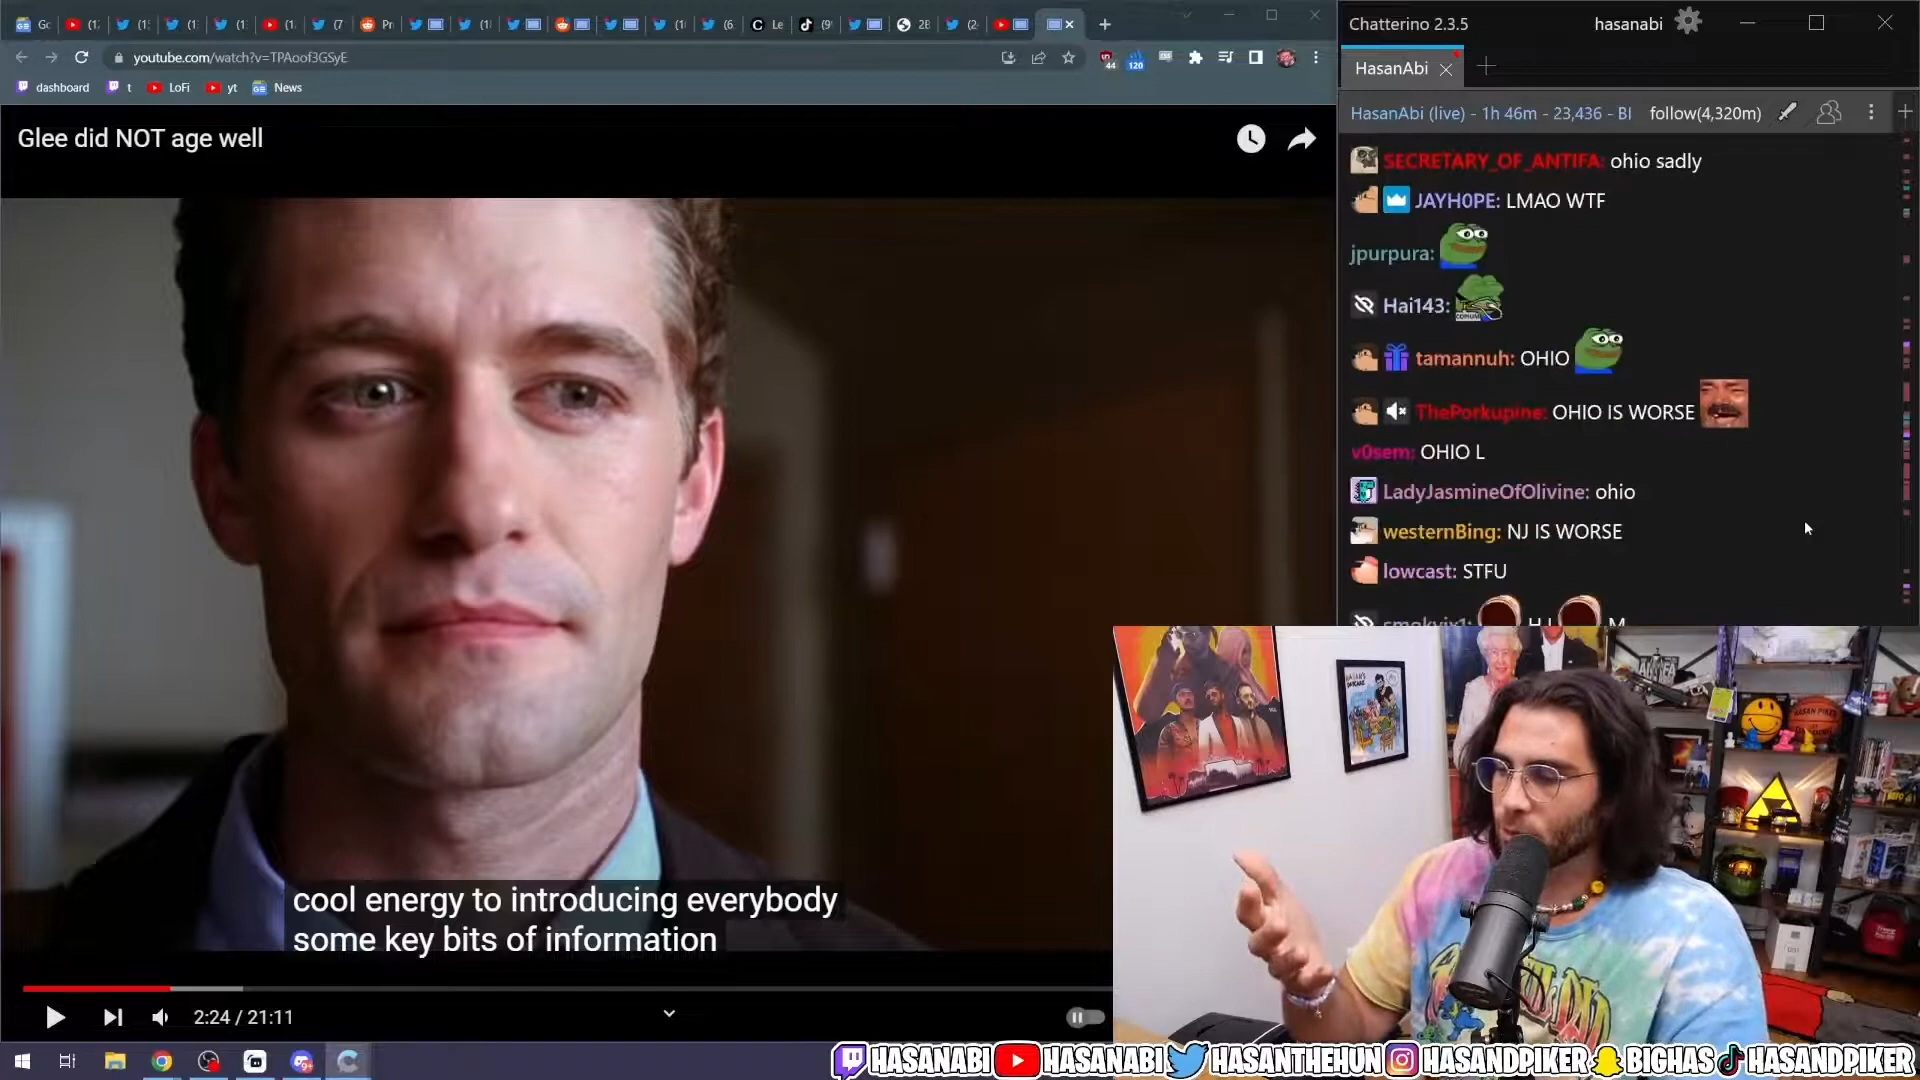 youtube.com/watch?v=TPAoof3GSyE
44
120
dashboard
t
LoFi
yt
News
Glee did NOT age well
cool energy to introducing everybody
some key bits of information
2:24 / 21:11
Chatterino 2.3.5
hasanabi
HasanAbi
HasanAbi (live) - 1h 46m - 23,436 - BI
follow(4,320m)
SECRETARY_OF_ANTIFA: ohio sadly
JAYH0PE: LMAO WTF
jpurpura:
Hai143:
tamannuh: OHIO
ThePorkupine: OHIO IS WORSE
v0sem: OHIO L
LadyJasmineOfOlivine: ohio
westernBing: NJ IS WORSE
lowcast: STFU
HASANABI HASANABI HASANTHEHUN HASANDPIKER BIGHAS HASANDPIKER